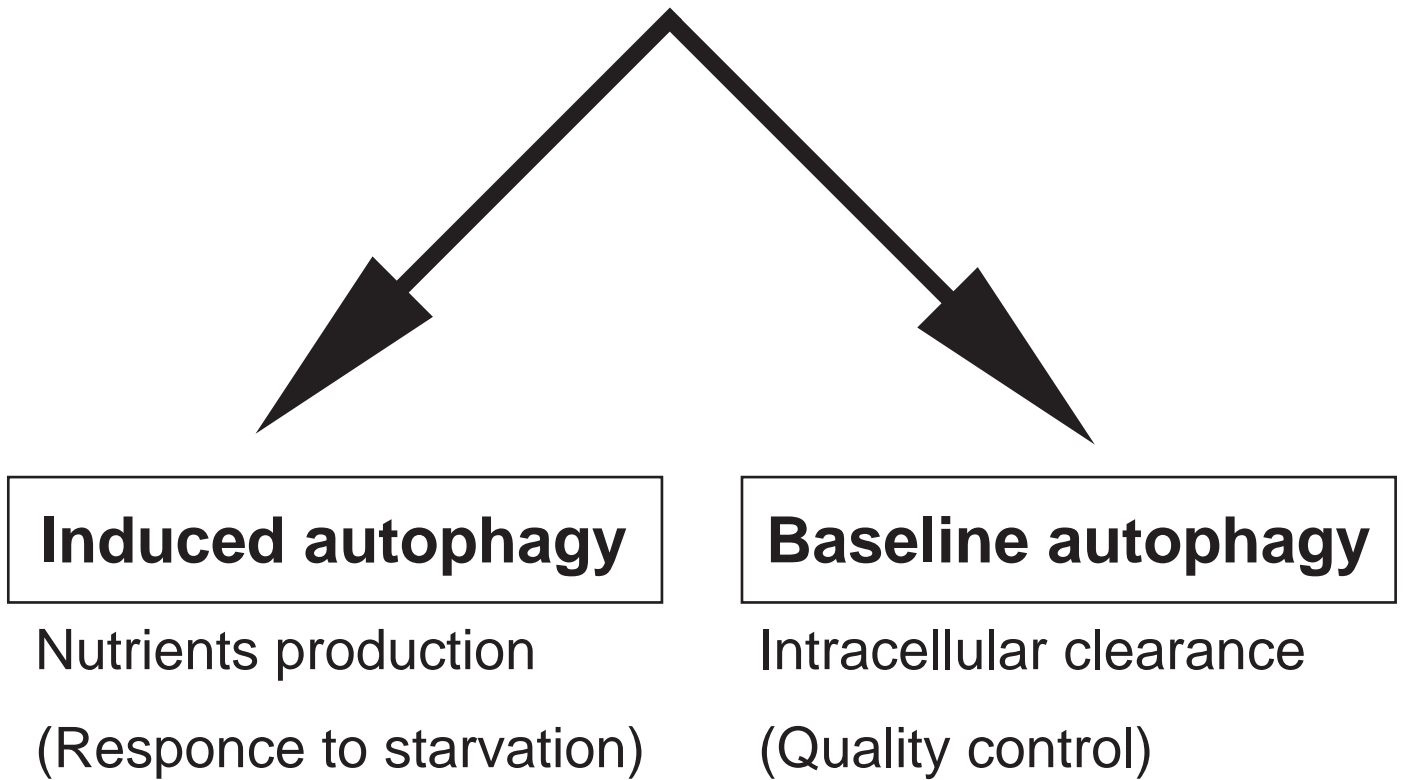 Induced autophagy
Nutrients production
(Responce to starvation)
Baseline autophagy
Intracellular clearance
(Quality control)